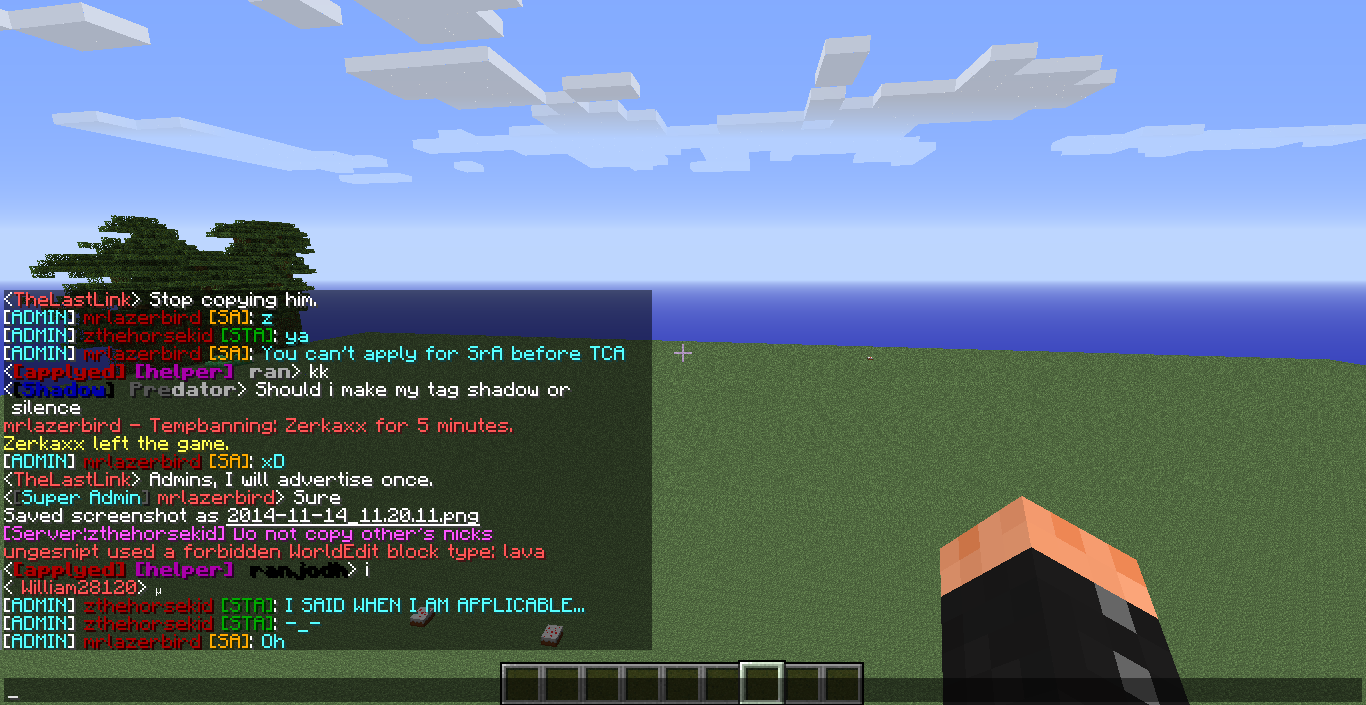 <TheLastLink> Stop copying him.
[ADMIN] mrlazerbird [SA]: z
[ADMIN] zthehorsekid [STA]: ya
[ADMIN] mrlazerbird [SA]: You can't apply for SrA before TCA
<[applyed] [helper] ran> kk
<[Shadow] Predator> Should i make my tag shadow or
silence
mrlazerbird - Tempbanning: Zerkaxx for 5 minutes.
Zerkaxx left the game.
[ADMIN] mrlazerbird [SA]: xD
<TheLastLink> Admins, I will advertise once.
<[Super Admin] mrlazerbird> Sure
Saved screenshot as 2014-11-14_11.20.11.png
[Server:zthehorsekid] Do not copy other's nicks
ungesnipt used a forbidden WorldEdit block type: lava
<[applyed] [helper] ranjodh> i
< William28120> µ
[ADMIN] zthehorsekid [STA]: I SAID WHEN I AM APPLICABLE...
[ADMIN] zthehorsekid [STA]: -_-
[ADMIN] mrlazerbird [SA]: Oh
_